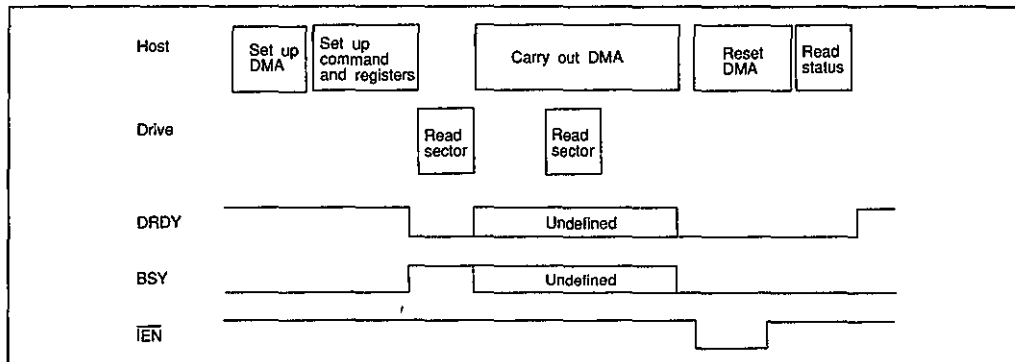 Host
Set up
DMA
Set up
command
and registers
Carry out DMA
Reset
DMA
Read
status
Drive
Read
sector
Read
sector
DRDY
Undefined
BSY
Undefined
IEN